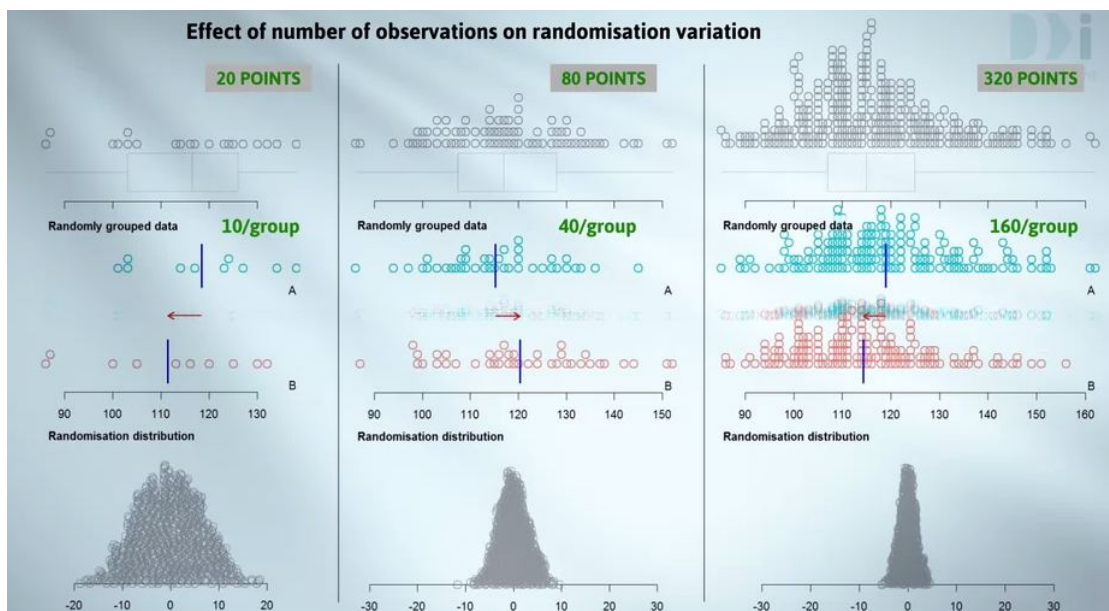 Effect of number of observations on randomisation variation
20 POINTS
80 POINTS
320 POINTS
Randomly grouped data
10/group
A
B
90 100 110 120 130
Randomisation distribution
-20 -10 0 10 20
Randomly grouped data
40/group
A
B
90 100 110 120 130 140 150
Randomisation distribution
-30 -20 -10 0 10 20 30
Randomly grouped data
160/group
A
B
90 100 110 120 130 140 150 160
Randomisation distribution
-30 -20 -10 0 10 20 30